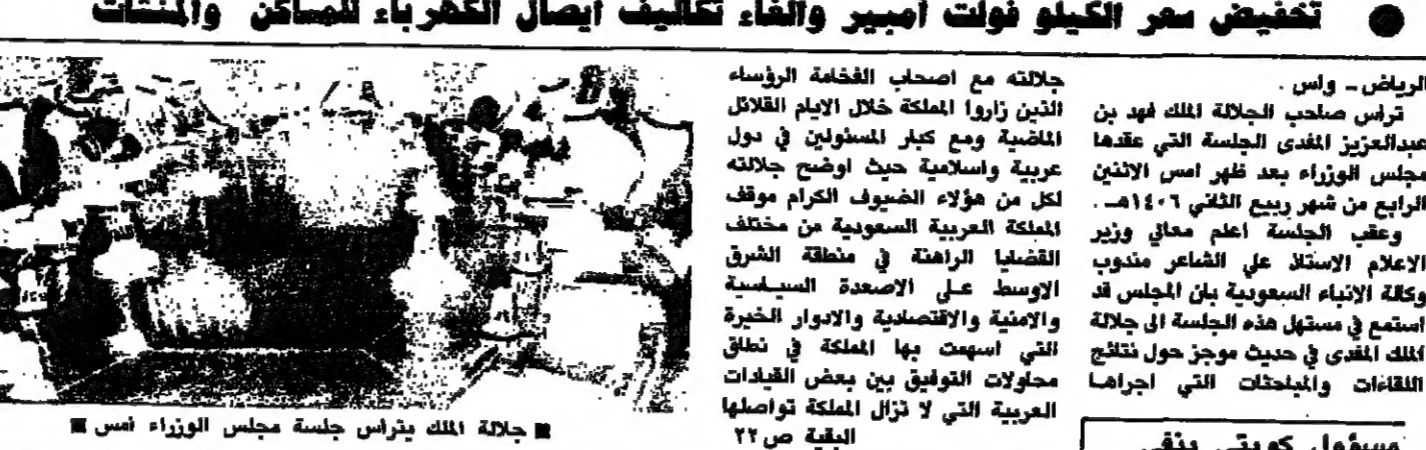 ● تخفيض سعر الكيلو فولت امبير والغاء تكاليف ايصال الكهرباء للمساكن والمنشآت
الرياض ـ واس .
ترأس صاحب الجلالة الملك فهد بن
عبدالعزيز المفدى الجلسة التي عقدها
مجلس الوزراء بعد ظهر امس الاثنين
الرابع من شهر ربيع الثاني ١٤٠٦هـ .
وعقب الجلسة اعلم معالي وزير
الاعلام الاستاذ علي الشاعر مندوب
وكالة الانباء السعودية بان المجلس قد
استمع في مستهل هذه الجلسة الى جلالة
الملك المفدى في حديث موجز حول نتائج
اللقاءات والمباحثات التي اجراها
جلالته مع اصحاب الفخامة الرؤساء
الذين زاروا المملكة خلال الايام القلائل
الماضية ومع كبار المسئولين في دول
عربية واسلامية حيث اوضح جلالته
لكل من هؤلاء الضيوف الكرام موقف
المملكة العربية السعودية من مختلف
القضايا الراهنة في منطقة الشرق
الاوسط على الاصعدة السياسية
والامنية والاقتصادية والادوار الخيرة
التي اسهمت بها المملكة في نطاق
محاولات التوفيق بين بعض القيادات
العربية التي لا تزال المملكة تواصلها
البقية ص ٢٢
■ جلالة الملك يترأس جلسة مجلس الوزراء امس ■
مسؤول كويتي ينفي